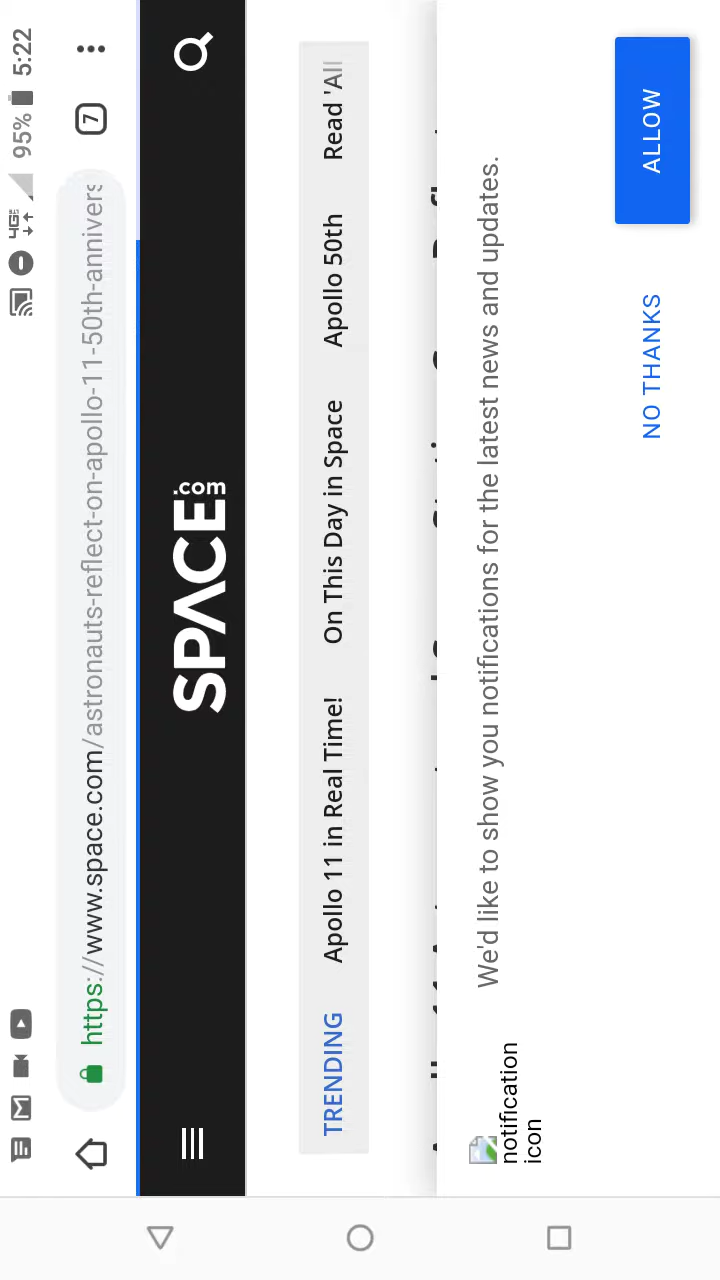 4G 95% 5:22
https://www.space.com/astronauts-reflect-on-apollo-11-50th-annivers
7
SPACE.com
TRENDING Apollo 11 in Real Time! On This Day in Space Apollo 50th Read 'All
We'd like to show you notifications for the latest news and updates.
notification
icon
NO THANKS ALLOW